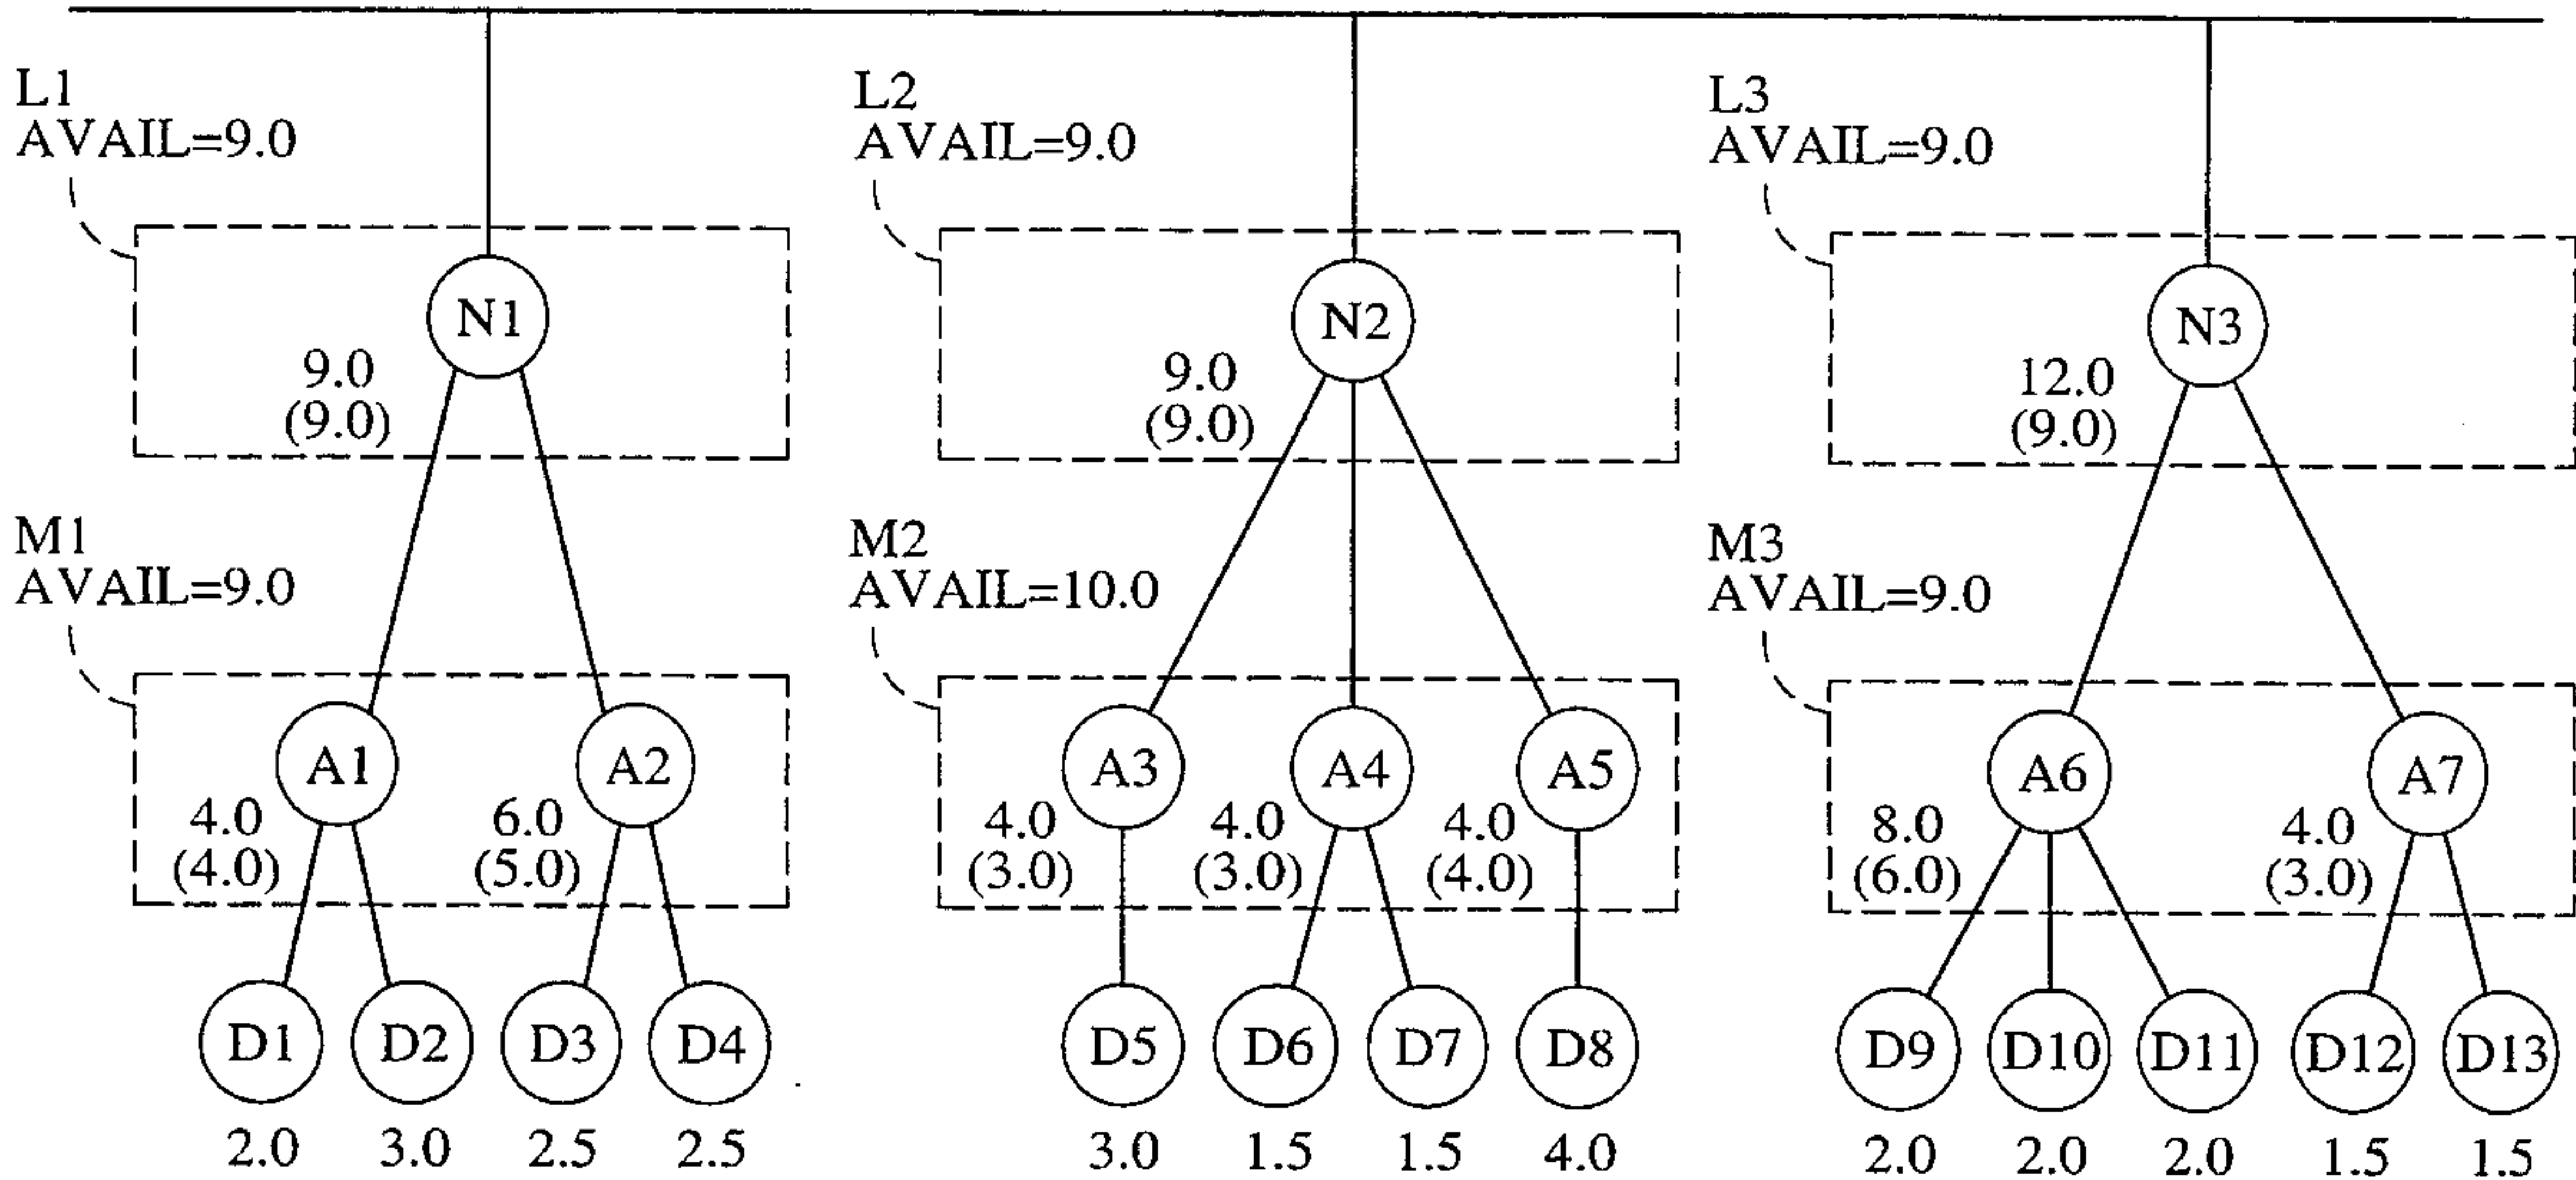 L1
AVAIL=9.0
L2
AVAIL=9.0
L3
AVAIL=9.0
N1
9.0
(9.0)
N2
9.0
(9.0)
N3
12.0
(9.0)
M1
AVAIL=9.0
M2
AVAIL=10.0
M3
AVAIL=9.0
A1
4.0
(4.0)
A2
6.0
(5.0)
A3
4.0
(3.0)
A4
4.0
(3.0)
A5
4.0
(4.0)
A6
8.0
(6.0)
A7
4.0
(3.0)
D1
D2
D3
D4
D5
D6
D7
D8
D9
D10
D11
D12
D13
2.0
3.0
2.5
2.5
3.0
1.5
1.5
4.0
2.0
2.0
2.0
1.5
1.5